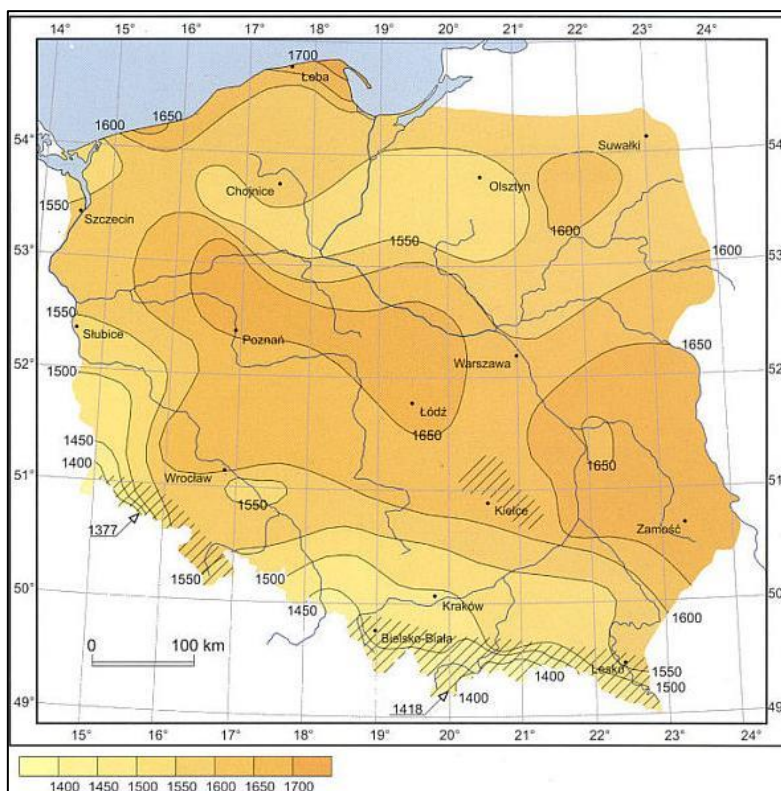 14° 15° 16° 17° 18° 19° 20° 21° 22° 23° 24°
1700
Łeba
1650
1600
54° 54
Suwałki
Chojnice
Olsztyn
1550
Szczecin
53° 53
1550
1600
1600
1550
Słubice
Poznań
Warszawa
1650
52° 52
1500
Łódź
1650
1450
1650
51° 51
1400
Wrocław
1550
Kielce
Zamość
1377
1550
1500
50° 50
1450
Kraków
1600
0 100 km
Bielsko-Biała
Lesko
1550
1400
1500
1400
49° 49
1418
15° 16° 17° 18° 19° 20° 21° 22° 23° 24°
1400 1450 1500 1550 1600 1650 1700